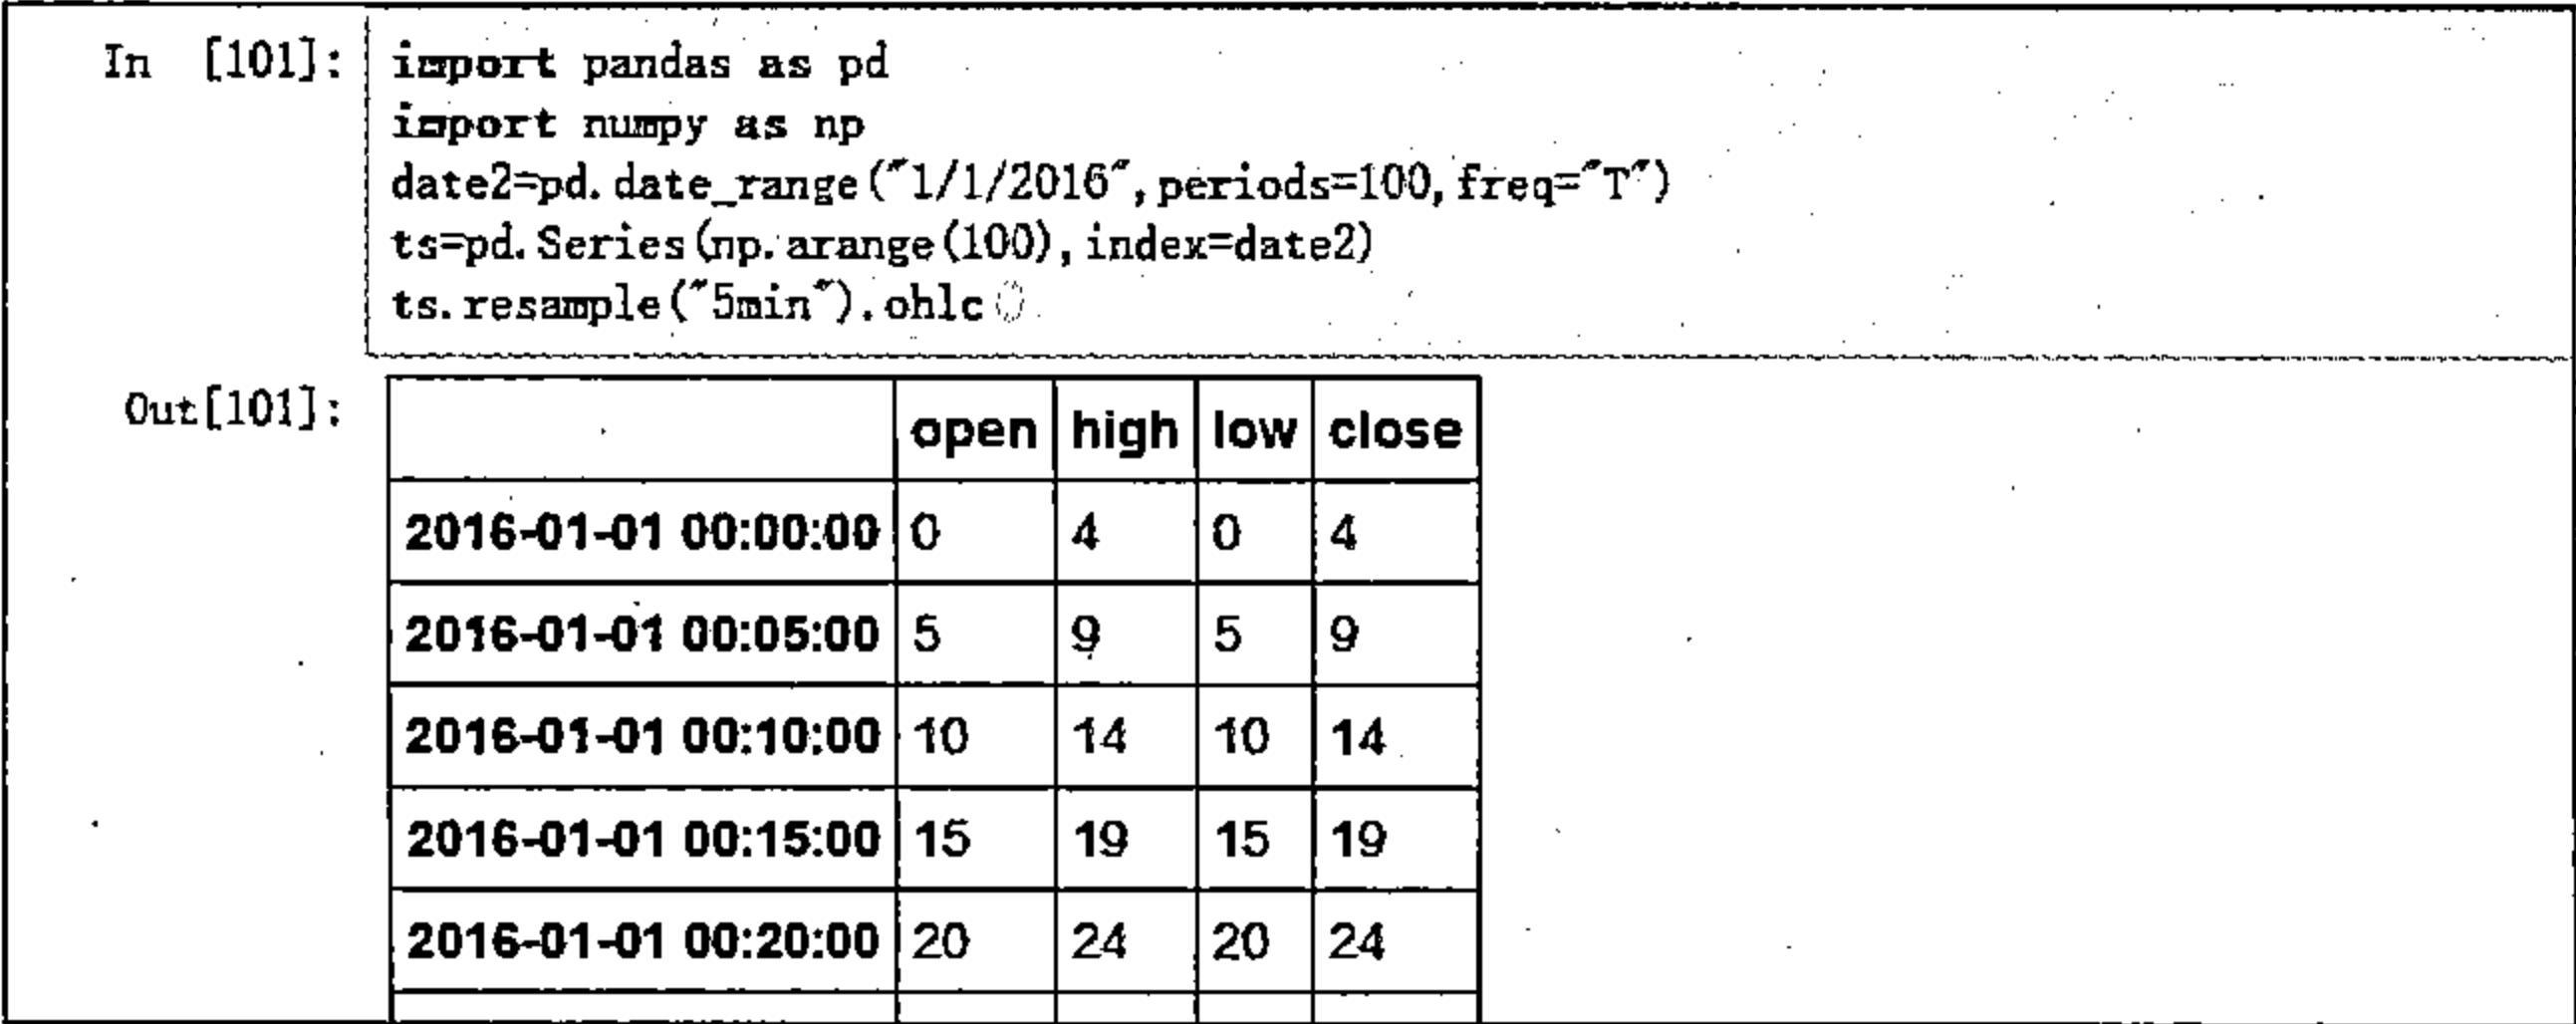 In [101]: import pandas as pd
import numpy as np
date2=pd.date_range("1/1/2016",periods=100,freq="T")
ts=pd.Series(np.arange(100),index=date2)
ts.resample("5min").ohlc()
Out[101]:
open high low close
2016-01-01 00:00:00 0 4 0 4
2016-01-01 00:05:00 5 9 5 9
2016-01-01 00:10:00 10 14 10 14
2016-01-01 00:15:00 15 19 15 19
2016-01-01 00:20:00 20 24 20 24